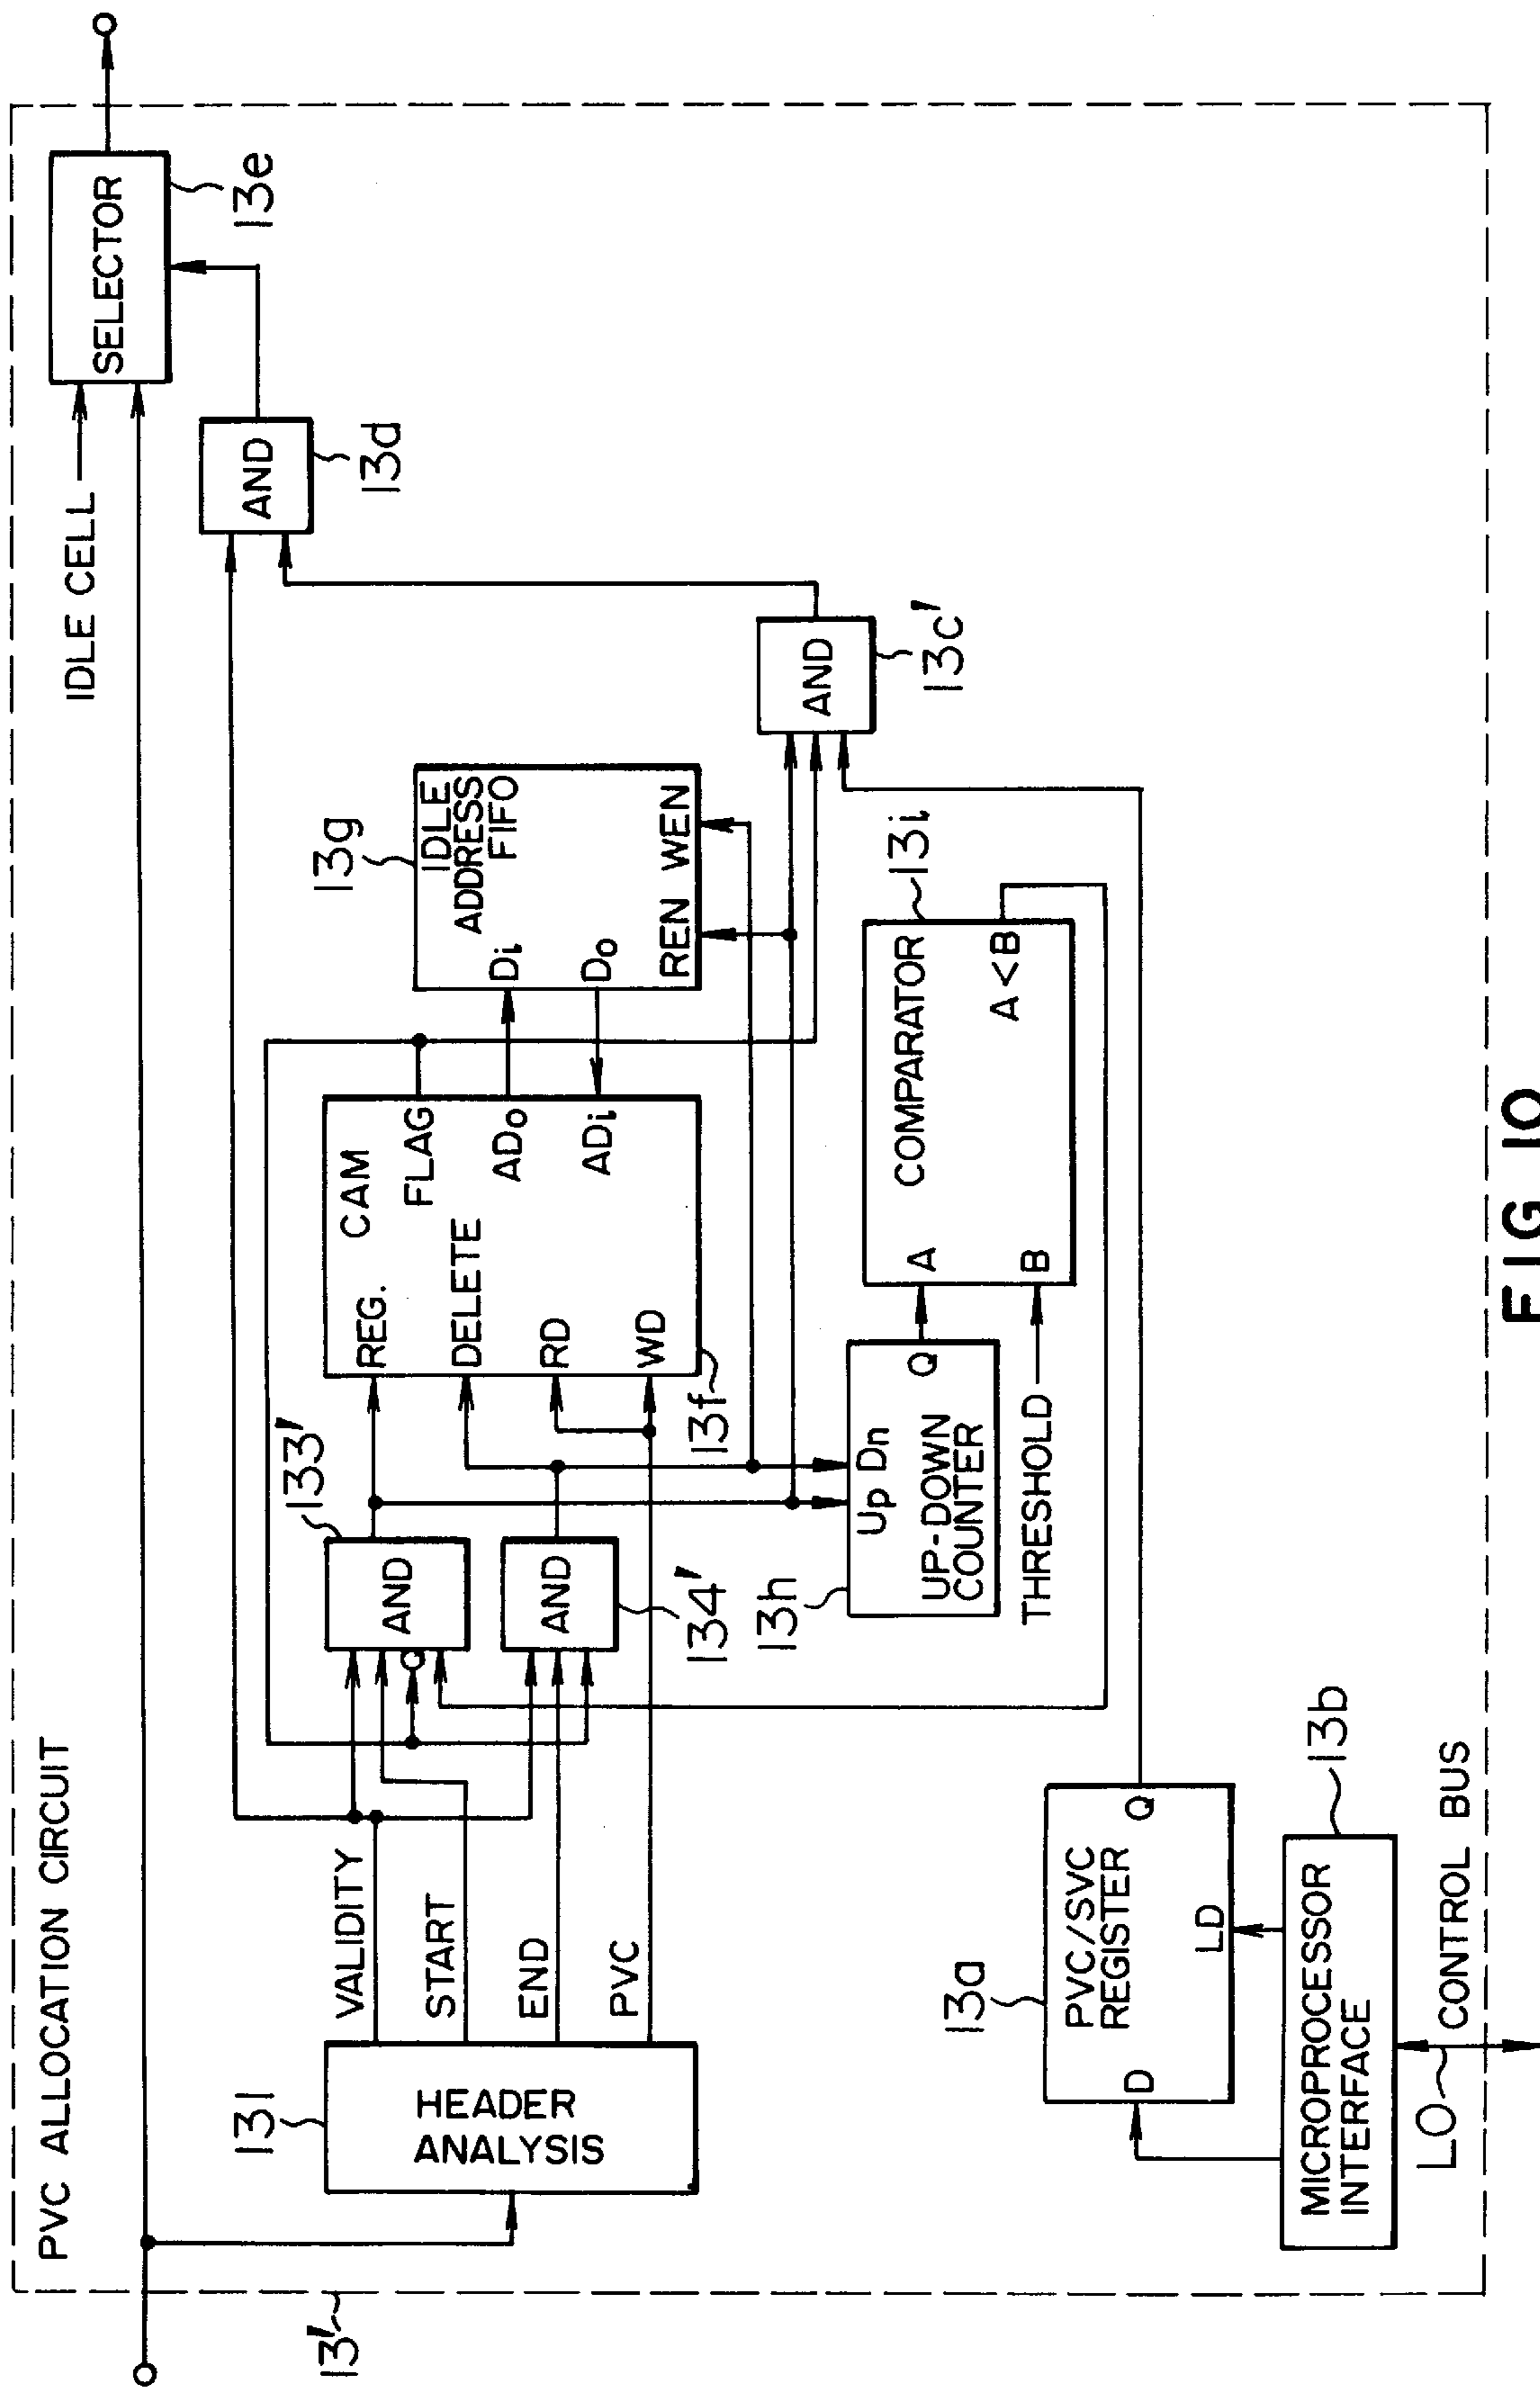 PVC ALLOCATION CIRCUIT
13'
IDLE CELL
SELECTOR
13e
AND
13d
131
HEADER
ANALYSIS
VALIDITY
START
END
PVC
AND
133'
AND
134'
CAM
REG.
DELETE
RD
WD
FLAG
ADo
ADi
13f
13g
IDLE
ADDRESS
FIFO
Di
Do
REN WEN
AND
13c'
13h
Up Dn
UP-DOWN
COUNTER
Q
THRESHOLD
COMPARATOR
A
B
A<B
13i
13a
PVC/SVC
REGISTER
D
LD
Q
MICROPROCESSOR
INTERFACE
13b
LO
CONTROL BUS
FIG 10